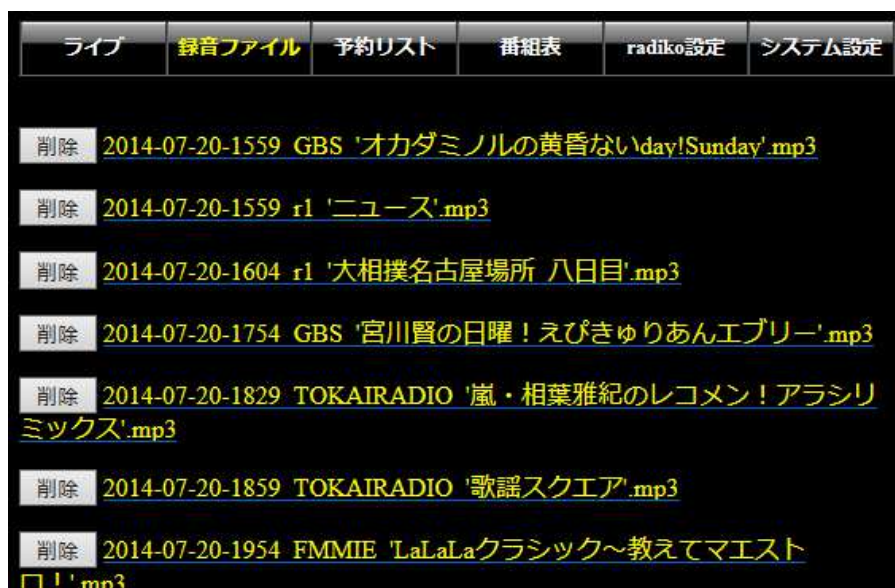 ライブ 録音ファイル 予約リスト 番組表 radiko設定 システム設定
削除 2014-07-20-1559 GBS 'オカダミノルの黄昏ないday!Sunday'.mp3
削除 2014-07-20-1559 r1 'ニュース'.mp3
削除 2014-07-20-1604 r1 '大相撲名古屋場所 八日目'.mp3
削除 2014-07-20-1754 GBS '宮川賢の日曜！えぴきゅりあんエブリー'.mp3
削除 2014-07-20-1829 TOKAIRADIO '嵐・相葉雅紀のレコメン！アラシリ
ミックス'.mp3
削除 2014-07-20-1859 TOKAIRADIO '歌謡スクエア'.mp3
削除 2014-07-20-1954 FMMIE 'LaLaLaクラシック～教えてマエスト
ロ！'.mp3